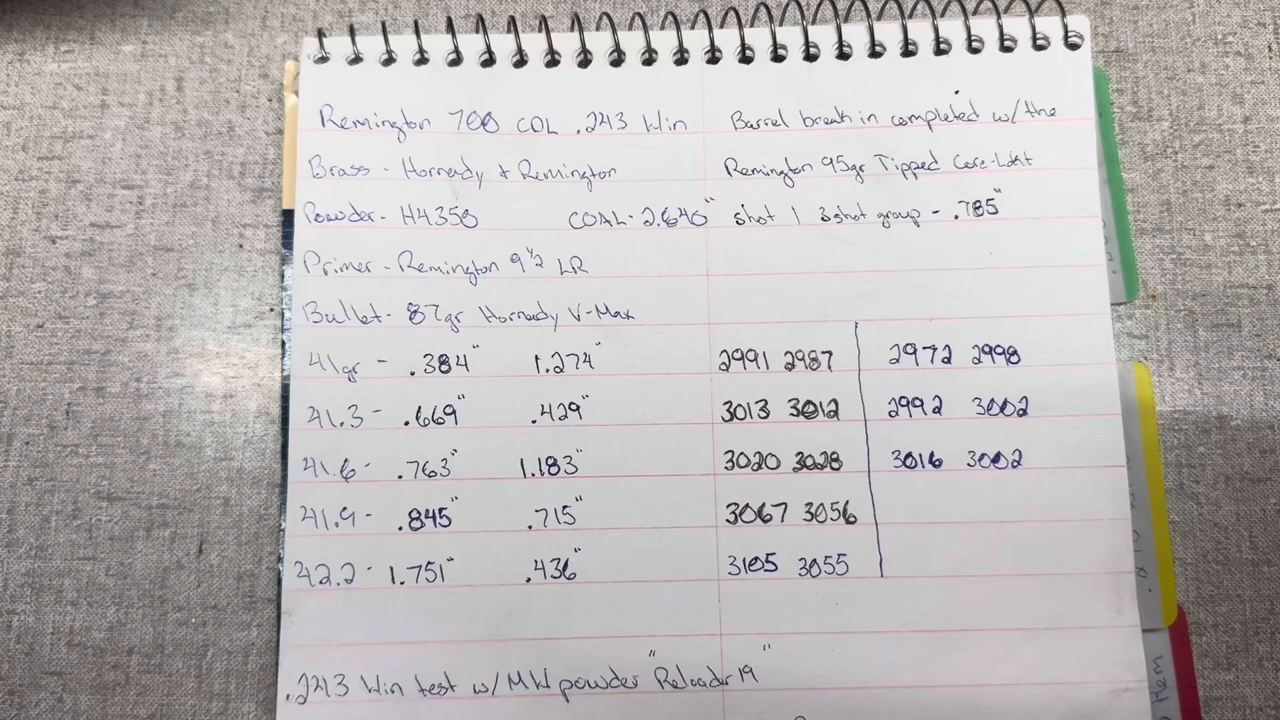 Remington 700 CDL .243 Win Barrel break in completed w/ the
Brass - Hornady & Remington Remington 95gr Tipped Core-Lokt
Powder - H4350 COAL - 2.640" shot 1 3 shot group - .785"
Primer - Remington 9 1/2 LR
Bullet - 87gr Hornady V-Max
41gr - .384" 1.274" 2991 2987 2972 2998
41.3 - .669" .429" 3013 3012 2992 3002
41.6 - .763" 1.183" 3020 3028 3016 3002
41.9 - .845" .715" 3067 3056
42.2 - 1.751" .436" 3105 3055
.243 Win test w/ MW powder "Reloader 19"